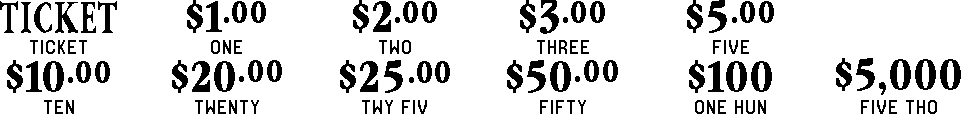 TICKET $1.00 $2.00 $3.00 $5.00
TICKET ONE TWO THREE FIVE
$10.00 $20.00 $25.00 $50.00 $100 $5,000
TEN TWENTY TWY FIV FIFTY ONE HUN FIVE THO